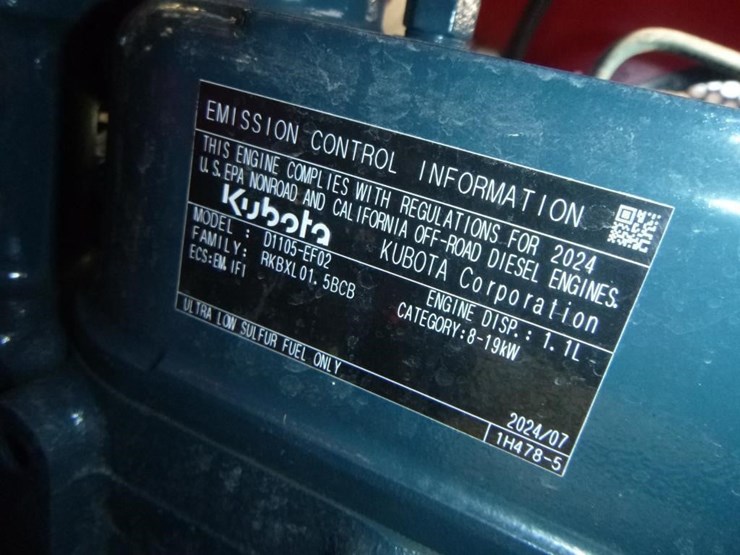 EMISSION CONTROL INFORMATION
THIS ENGINE COMPLIES WITH REGULATIONS FOR 2024
U.S. EPA NONROAD AND CALIFORNIA OFF-ROAD DIESEL ENGINES.
Kubota KUBOTA Corporation
MODEL : D1105-EF02 ENGINE DISP.: 1.1L
FAMILY: RKBXL01.5BCB CATEGORY:8-19kW
ECS:EM, IFI
ULTRA LOW SULFUR FUEL ONLY
2024/07
1H478-5